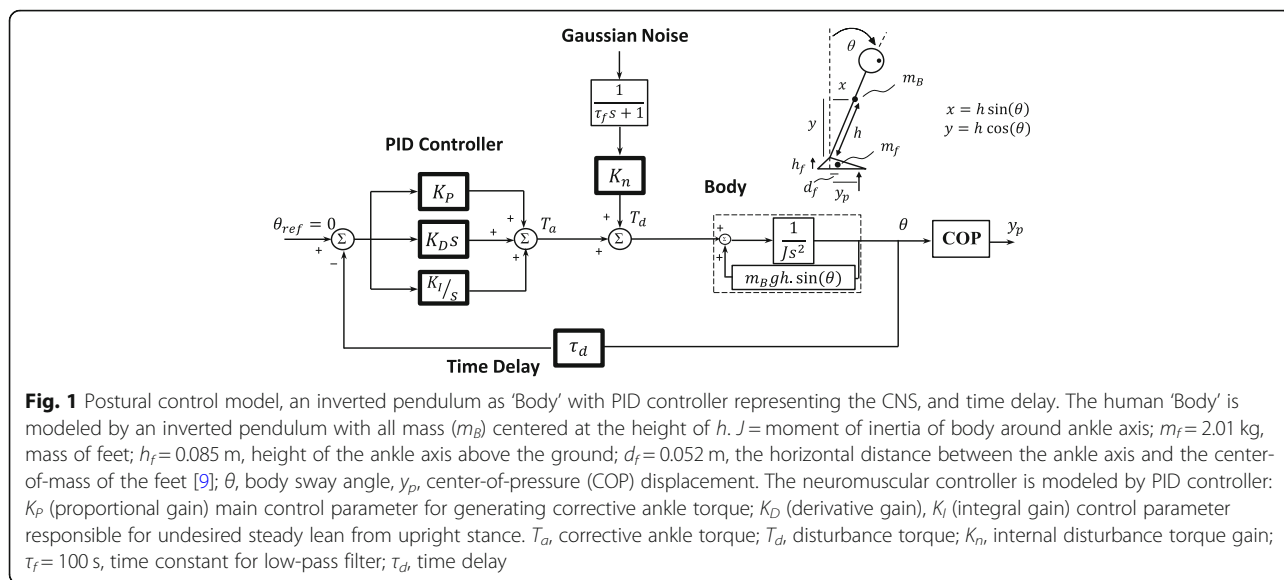 Gaussian Noise
θ
1
τ_f s + 1
x
m_B
x = h sin(θ)
y = h cos(θ)
y
h
m_f
h_f
d_f
y_p
PID Controller
K_P
K_n
Body
θ_ref = 0
+
−
Σ
K_D s
+
+
+
Σ
T_a
+
+
Σ
T_d
+
+
Σ
1
Js²
θ
COP
y_p
K_I/s
m_B gh. sin(θ)
τ_d
Time Delay
Fig. 1 Postural control model, an inverted pendulum as ‘Body’ with PID controller representing the CNS, and time delay. The human ‘Body’ is
modeled by an inverted pendulum with all mass (m_B) centered at the height of h. J = moment of inertia of body around ankle axis; m_f = 2.01 kg,
mass of feet; h_f = 0.085 m, height of the ankle axis above the ground; d_f = 0.052 m, the horizontal distance between the ankle axis and the center-
of-mass of the feet [9]; θ, body sway angle, y_p, center-of-pressure (COP) displacement. The neuromuscular controller is modeled by PID controller:
K_P (proportional gain) main control parameter for generating corrective ankle torque; K_D (derivative gain), K_I (integral gain) control parameter
responsible for undesired steady lean from upright stance. T_a, corrective ankle torque; T_d, disturbance torque; K_n, internal disturbance torque gain;
τ_f = 100 s, time constant for low-pass filter; τ_d, time delay